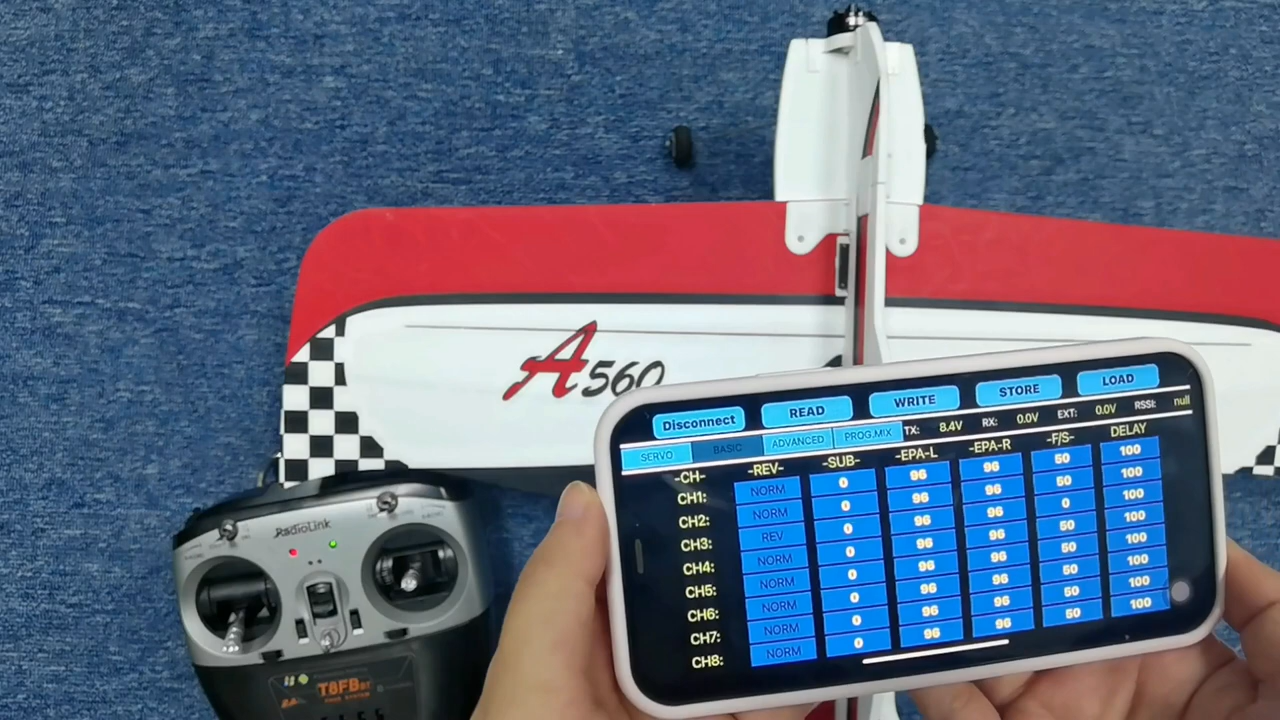 A560
Disconnect READ WRITE STORE LOAD
SERVO BASIC ADVANCED PROG.MIX TX: 8.4V RX: 0.0V EXT: 0.0V RSSI: null
-CH- -REV- -SUB- -EPA-L -EPA-R -F/S- DELAY
CH1: NORM 0 96 96 50 100
CH2: NORM 0 96 96 50 100
CH3: REV 0 96 96 0 100
CH4: NORM 0 96 96 50 100
CH5: NORM 0 96 96 50 100
CH6: NORM 0 96 96 50 100
CH7: NORM 0 96 96 50 100
CH8: NORM 0 96 96 50 100
RadioLink
T8FB BT